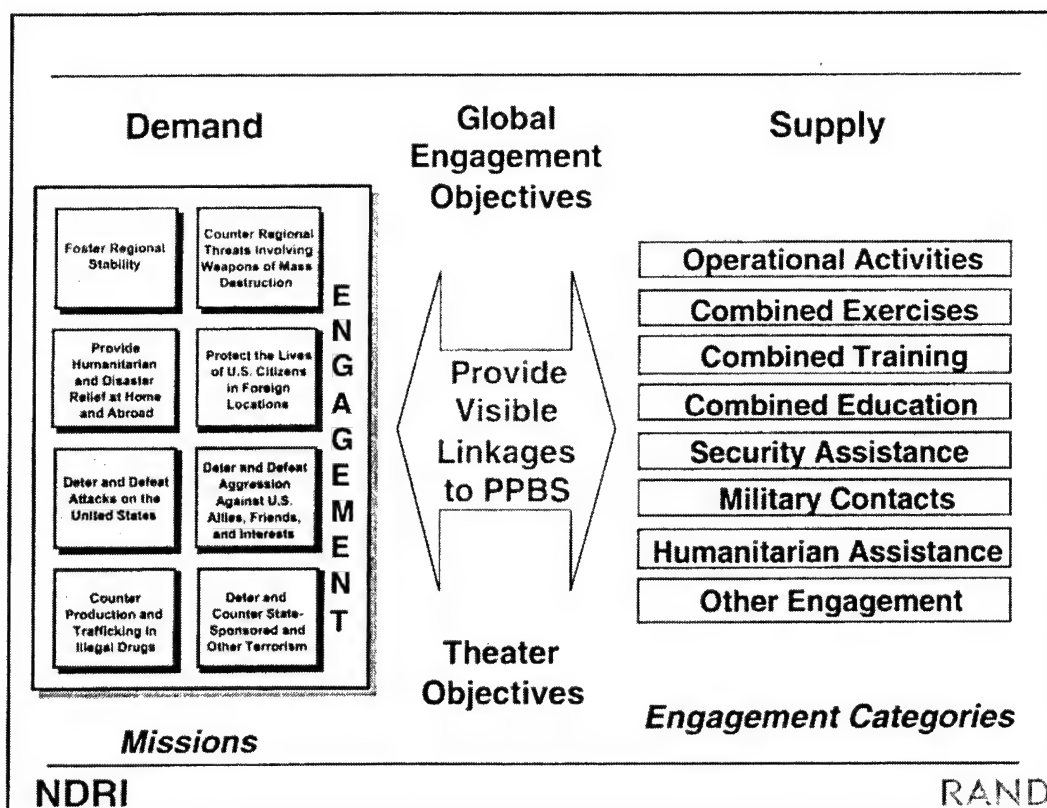 Demand
Foster Regional
Stability
Counter Regional
Threats Involving
Weapons of Mass
Destruction
Provide
Humanitarian
and Disaster
Relief at Home
and Abroad
Protect the Lives
of U.S. Citizens
in Foreign
Locations
Deter and Defeat
Attacks on the
United States
Deter and Defeat
Aggression
Against U.S.
Allies, Friends,
and Interests
Counter
Production and
Trafficking in
Illegal Drugs
Deter and
Counter State-
Sponsored and
Other Terrorism
E
N
G
A
G
E
M
E
N
T
Missions
Global
Engagement
Objectives
Provide
Visible
Linkages
to PPBS
Theater
Objectives
Supply
Operational Activities
Combined Exercises
Combined Training
Combined Education
Security Assistance
Military Contacts
Humanitarian Assistance
Other Engagement
Engagement Categories
NDRI
RAND